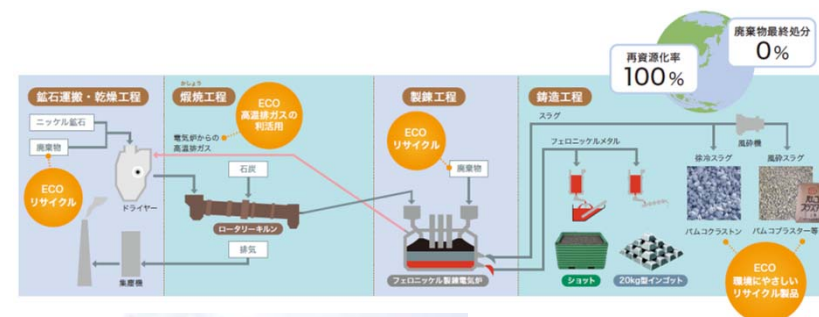 廃棄物最終処分
0%
再資源化率
100%
鉱石運搬・乾燥工程
かしょう
煆焼工程
製錬工程
鋳造工程
ニッケル鉱石
廃棄物
ECO
リサイクル
ドライヤー
集塵機
ECO
高温排ガスの
利活用
電気炉からの
高温排ガス
石炭
ロータリーキルン
排気
ECO
リサイクル
廃棄物
フェロニッケル製錬電気炉
スラグ
フェロニッケルメタル
ショット
20kg型インゴット
風砕機
徐冷スラグ
風砕スラグ
パムコクラストン
パムコブラスター等
ECO
環境にやさしい
リサイクル製品